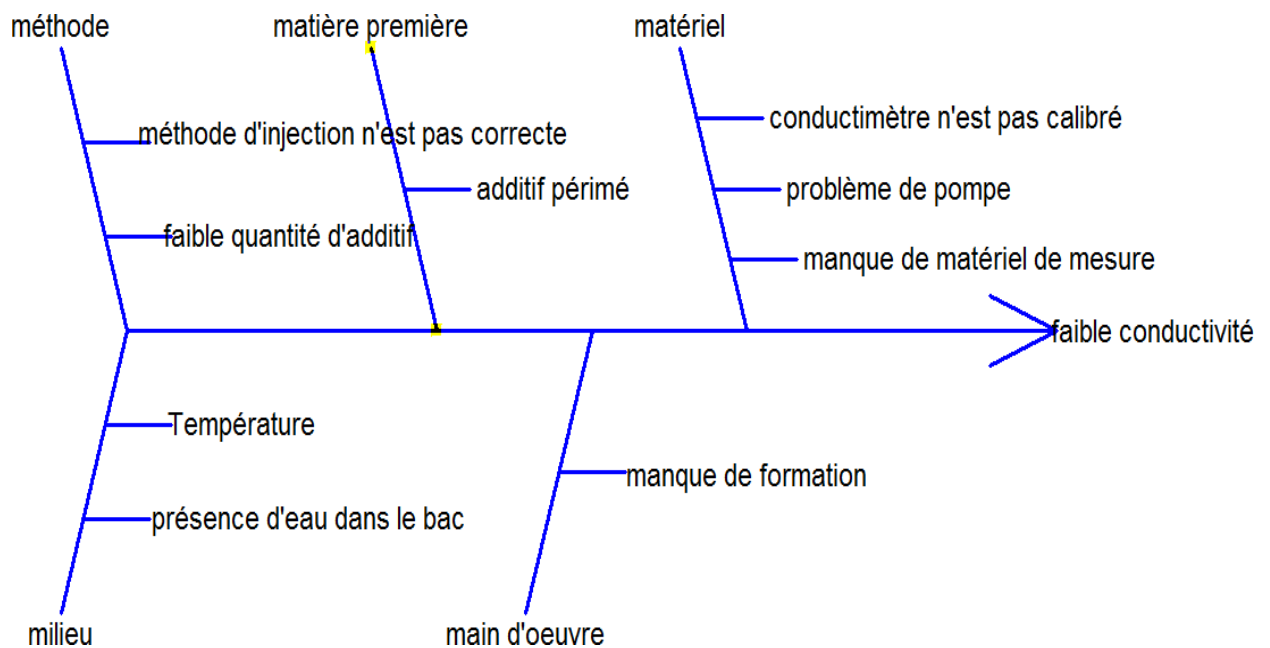 méthode
matière première
matériel
méthode d'injection n'est pas correcte
faible quantité d'additif
additif périmé
conductimètre n'est pas calibré
problème de pompe
manque de matériel de mesure
faible conductivité
Température
présence d'eau dans le bac
manque de formation
milieu
main d'oeuvre